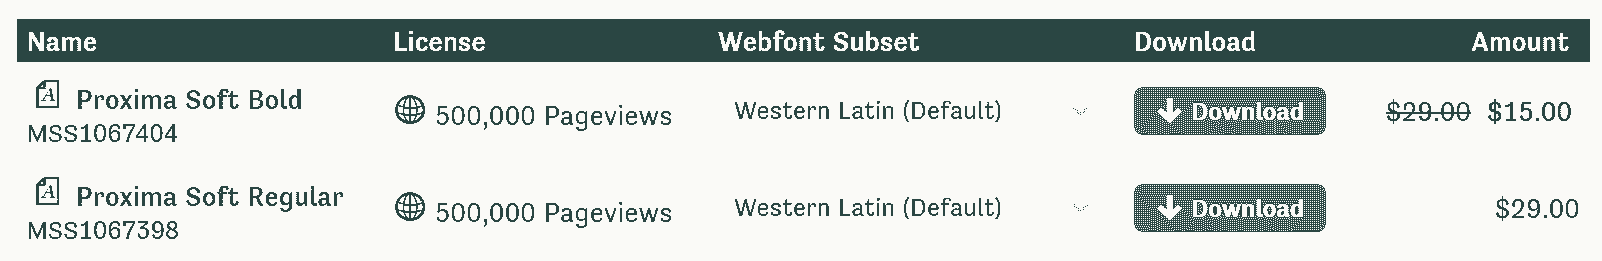 Name License Webfont Subset Download Amount
Proxima Soft Bold 500,000 Pageviews Western Latin (Default) Download $29.00 $15.00
MSS1067404
Proxima Soft Regular 500,000 Pageviews Western Latin (Default) Download $29.00
MSS1067398